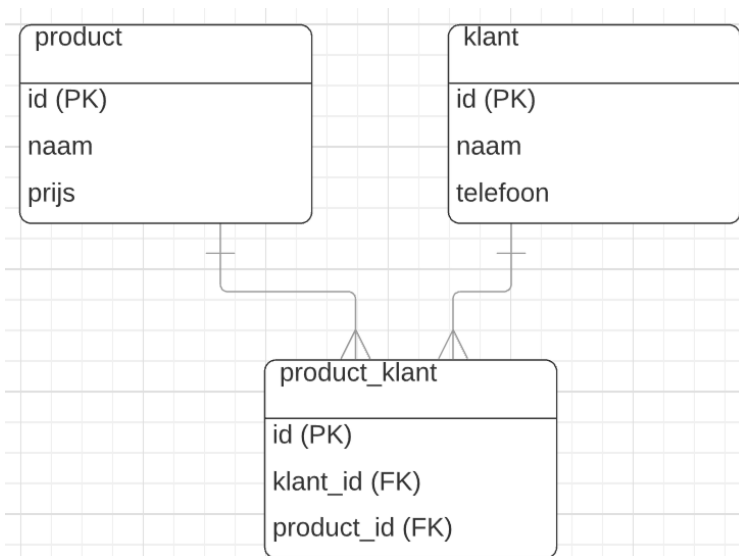 product
id (PK)
naam
prijs
klant
id (PK)
naam
telefoon
product_klant
id (PK)
klant_id (FK)
product_id (FK)